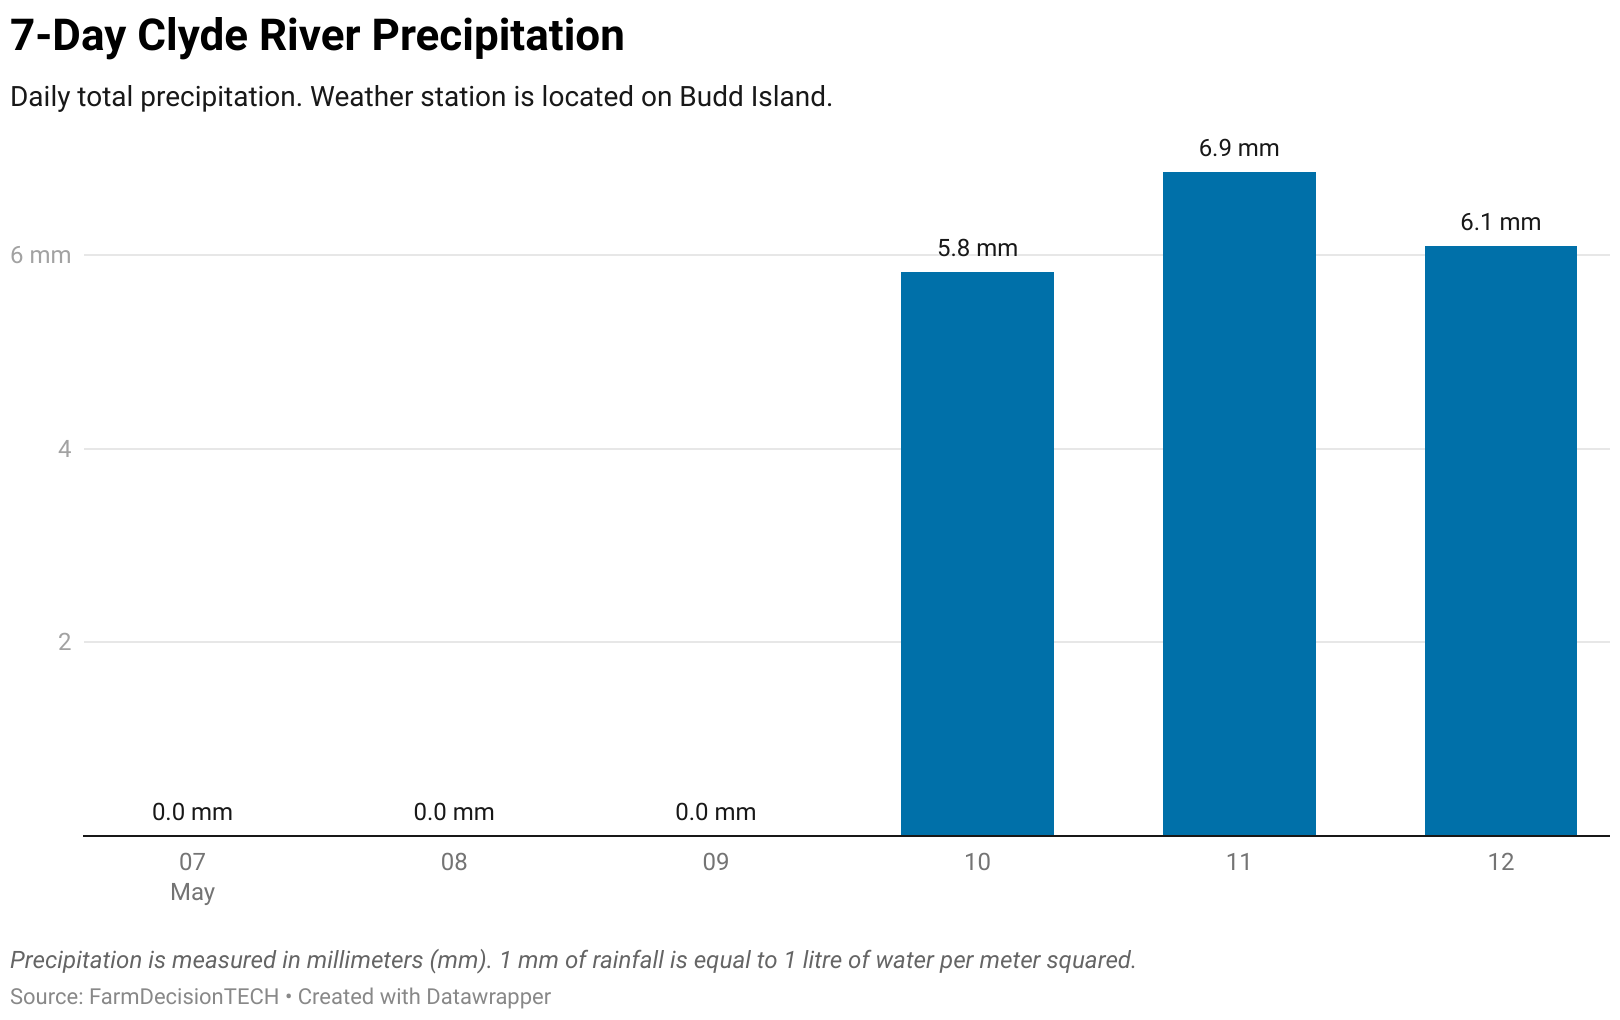 7-Day Clyde River Precipitation
Daily total precipitation. Weather station is located on Budd Island.
6.9 mm
6.1 mm
5.8 mm
6 mm
4
2
0.0 mm 0.0 mm 0.0 mm
07 08 09 10 11 12
May
Precipitation is measured in millimeters (mm). 1 mm of rainfall is equal to 1 litre of water per meter squared.
Source: FarmDecisionTECH • Created with Datawrapper